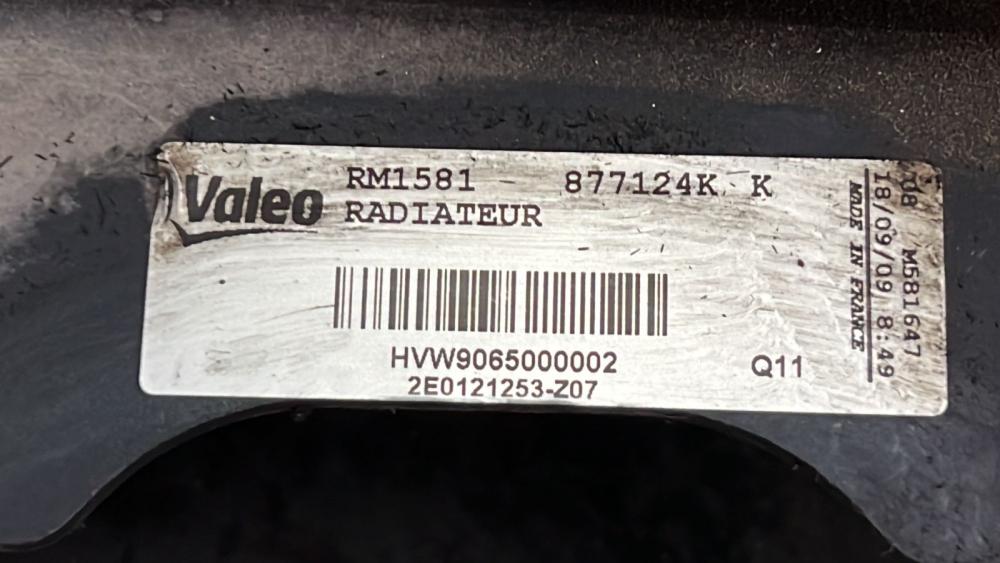 Valeo
RM1581 - 877124K K
RADIATEUR
HVW9065000002
2E0121253-Z07
Q11
08 M581647
18/09/09 8:49
MADE IN FRANCE